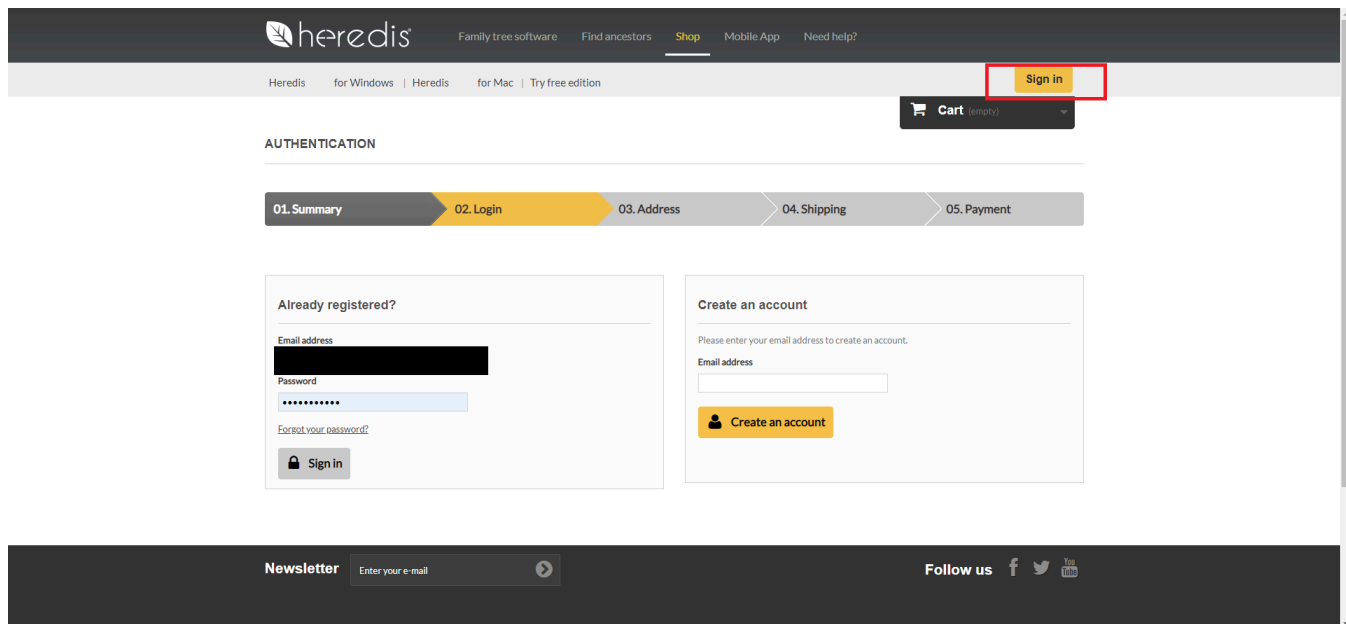 heredis
Family tree software Find ancestors Shop Mobile App Need help?
Heredis for Windows | Heredis for Mac | Try free edition
Sign in
Cart (empty)
AUTHENTICATION
01. Summary 02. Login 03. Address 04. Shipping 05. Payment
Already registered?
Email address
Password
•••••••••••
Forgot your password?
Sign in
Create an account
Please enter your email address to create an account.
Email address
Create an account
Newsletter Enter your e-mail
Follow us
You
Tube